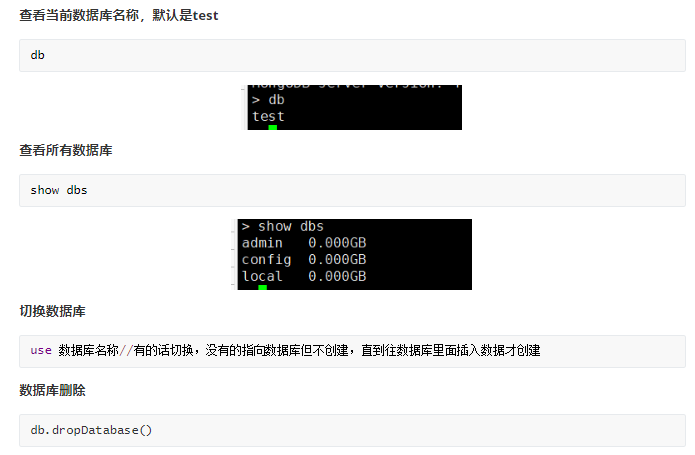 查看当前数据库名称，默认是test
db
MongoDB server version: 4
> db
test
查看所有数据库
show dbs
> show dbs
admin   0.000GB
config  0.000GB
local   0.000GB
切换数据库
use 数据库名称//有的话切换，没有的指向数据库但不创建，直到往数据库里面插入数据才创建
数据库删除
db.dropDatabase()